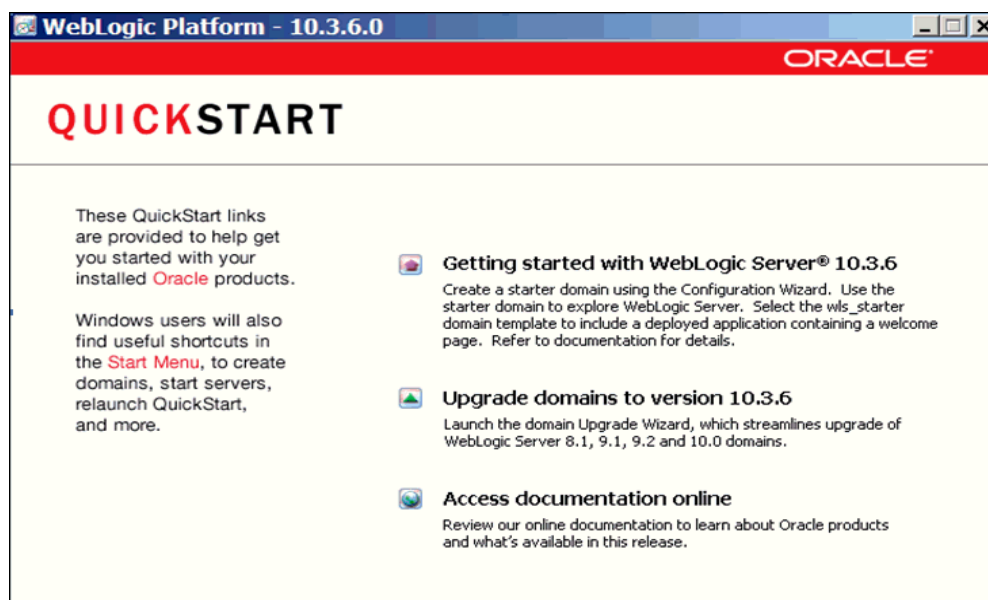 WebLogic Platform - 10.3.6.0
ORACLE®
QUICKSTART
These QuickStart links
are provided to help get
you started with your
installed Oracle products.
Windows users will also
find useful shortcuts in
the Start Menu, to create
domains, start servers,
relaunch QuickStart,
and more.
Getting started with WebLogic Server® 10.3.6
Create a starter domain using the Configuration Wizard. Use the
starter domain to explore WebLogic Server. Select the wls_starter
domain template to include a deployed application containing a welcome
page. Refer to documentation for details.
Upgrade domains to version 10.3.6
Launch the domain Upgrade Wizard, which streamlines upgrade of
WebLogic Server 8.1, 9.1, 9.2 and 10.0 domains.
Access documentation online
Review our online documentation to learn about Oracle products
and what's available in this release.